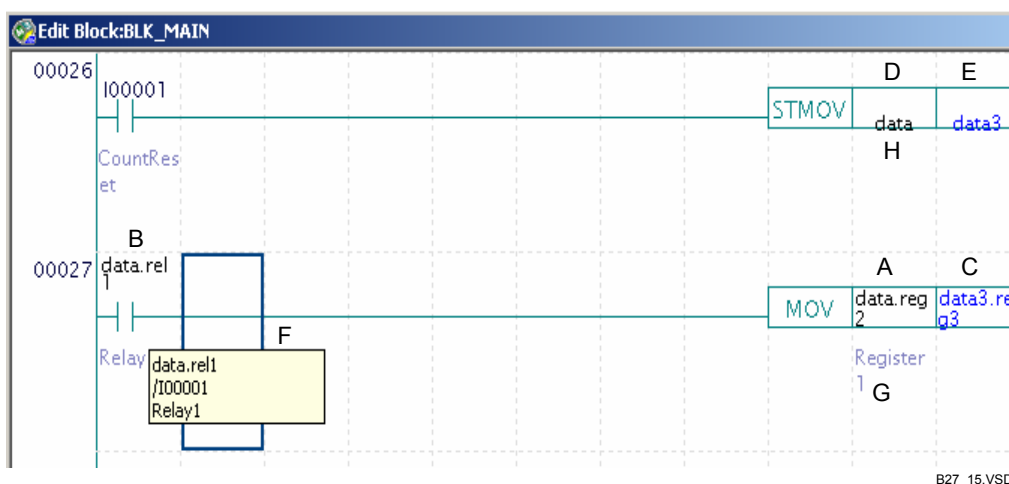 Edit Block:BLK_MAIN
00026
I00001
D E
STMOV data data3
H
CountRes
et
B
00027 data.rel
1
A C
MOV data.reg data3.re
2 g3
F
Relay
data.rel1
/I00001
Relay1
Register
1
G
B27_15.VSD